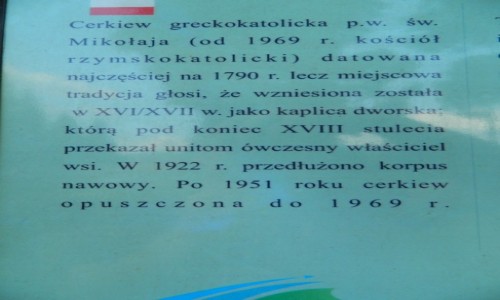 Cerkiew greckokatolicka p.w. św.
Mikołaja (od 1969 r. kościół
rzymskokatolicki) datowana
najczęściej na 1790 r. lecz miejscowa
tradycja głosi, że wzniesiona została
w XVI/XVII w. jako kaplica dworska;
którą pod koniec XVIII stulecia
przekazał unitom ówczesny właściciel
wsi. W 1922 r. przedłużono korpus
nawowy. Po 1951 roku cerkiew
opuszczona do 1969 r.